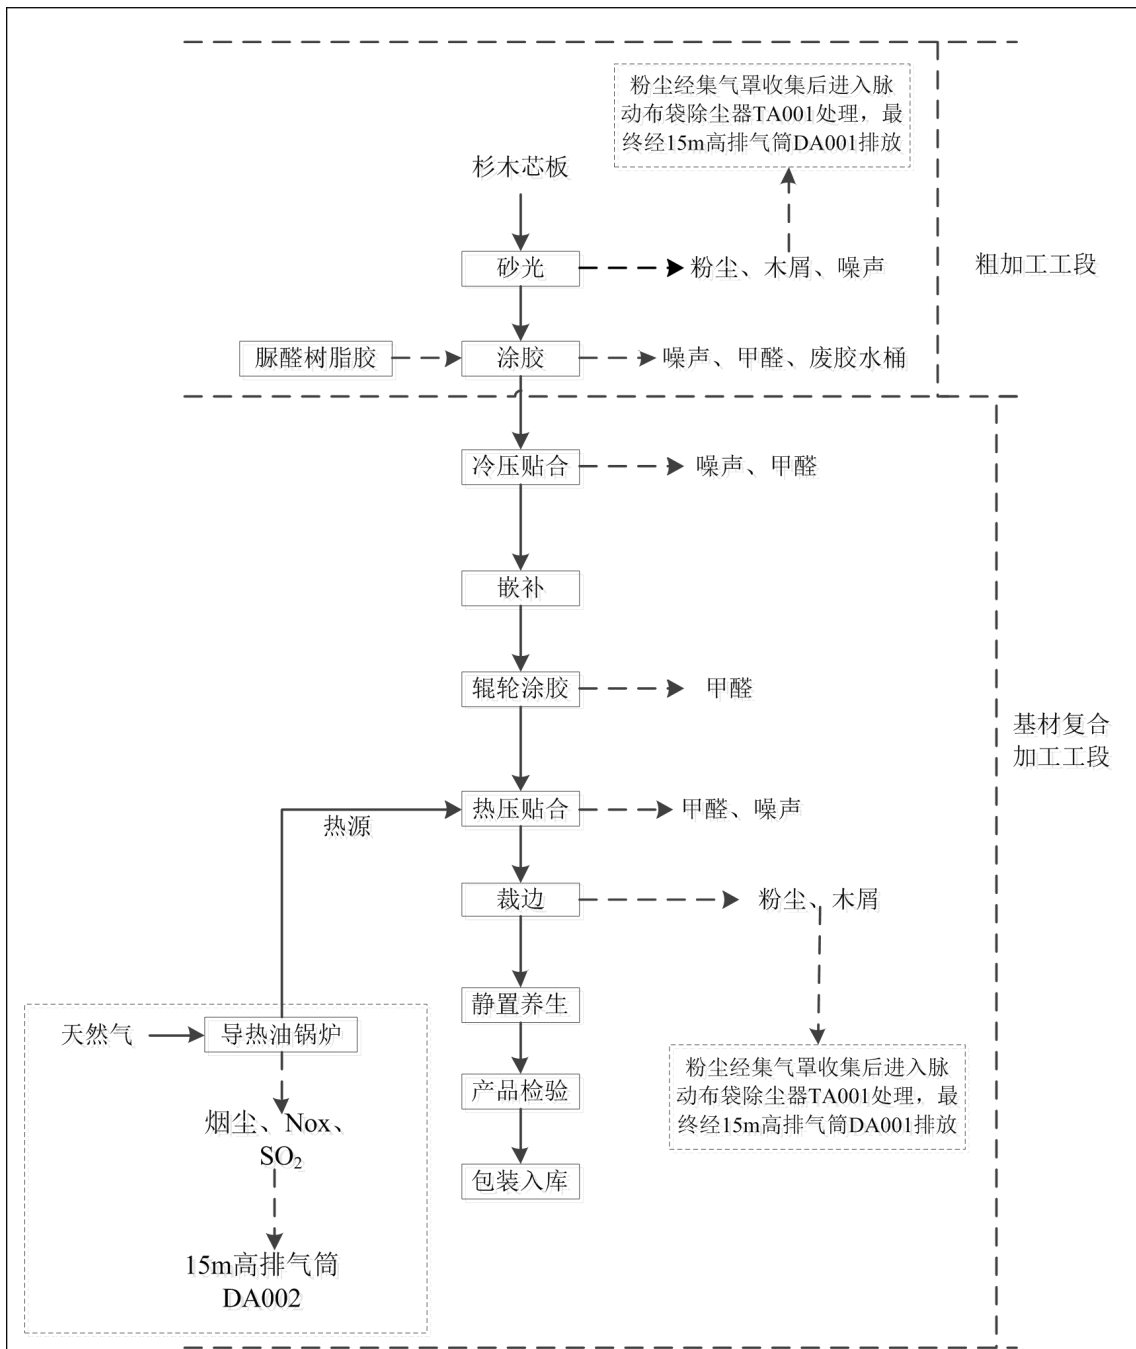 粉尘经集气罩收集后进入脉
动布袋除尘器TA001处理，最
终经15m高排气筒DA001排放
杉木芯板
砂光
粉尘、木屑、噪声
粗加工工段
脲醛树脂胶
涂胶
噪声、甲醛、废胶水桶
冷压贴合
噪声、甲醛
嵌补
辊轮涂胶
甲醛
基材复合
加工工段
热压贴合
甲醛、噪声
热源
裁边
粉尘、木屑
静置养生
天然气
导热油锅炉
粉尘经集气罩收集后进入脉
动布袋除尘器TA001处理，最
终经15m高排气筒DA001排放
产品检验
烟尘、Nox、
SO₂
包装入库
15m高排气筒
DA002